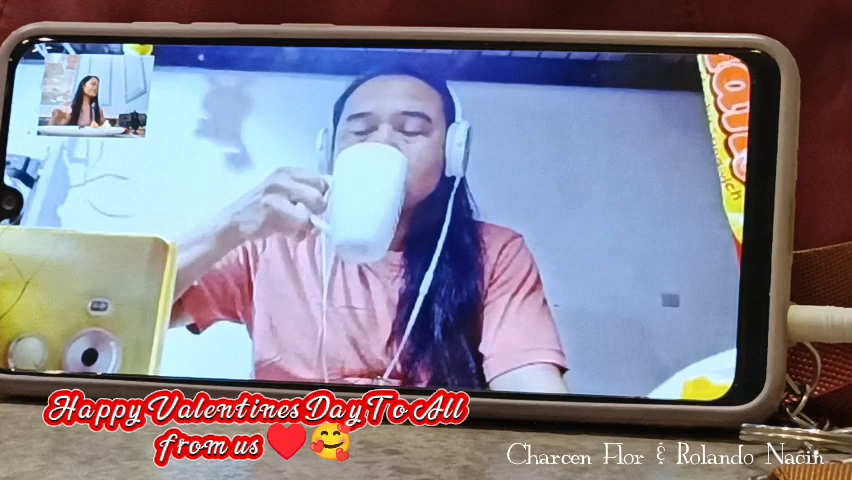 Happy Valentines Day To All
from us ❤️🥰
Charcen Flor & Rolando Nacin